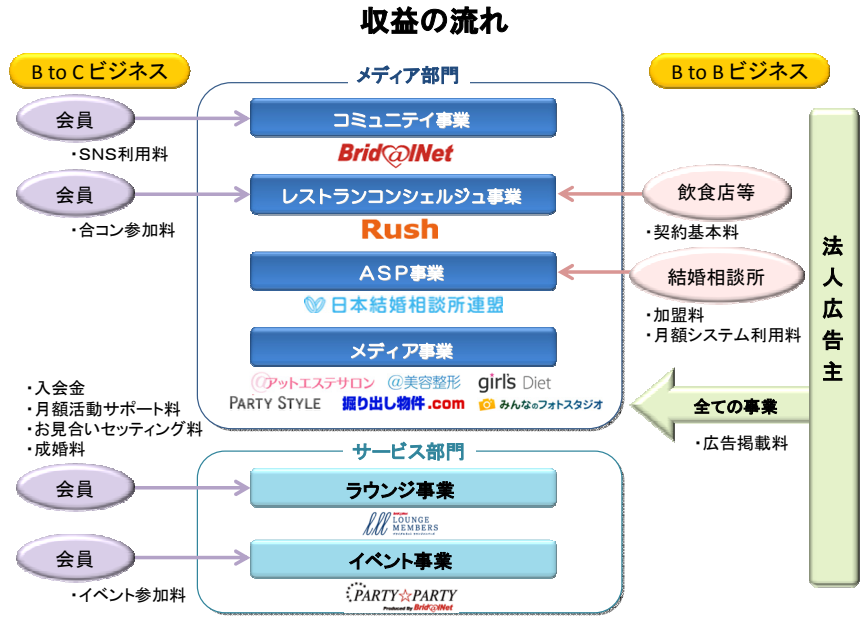 収益の流れ
B to C ビジネス
B to B ビジネス
メディア部門
会員
・SNS利用料
コミュニテイ事業
Brid@lNet
会員
・合コン参加料
レストランコンシェルジュ事業
Rush
飲食店等
・契約基本料
ASP事業
日本結婚相談所連盟
結婚相談所
・加盟料
・月額システム利用料
メディア事業
@アットエステサロン
@美容整形
girl's Diet
PARTY STYLE
掘り出し物件.com
みんなのフォトスタジオ
法人広告主
全ての事業
・広告掲載料
・入会金
・月額活動サポート料
・お見合いセッティング料
・成婚料
サービス部門
会員
ラウンジ事業
LOUNGE
MEMBERS
会員
・イベント参加料
イベント事業
PARTY☆PARTY
Produced By Brid@lNet